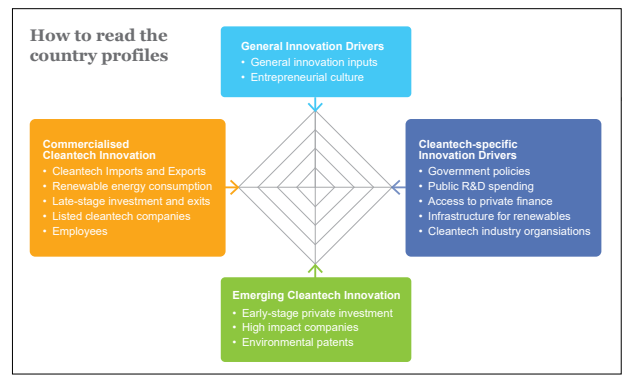 How to read the
country profiles
General Innovation Drivers
• General innovation inputs
• Entrepreneurial culture
Commercialised
Cleantech Innovation
• Cleantech Imports and Exports
• Renewable energy consumption
• Late-stage investment and exits
• Listed cleantech companies
• Employees
Cleantech-specific
Innovation Drivers
• Government policies
• Public R&D spending
• Access to private finance
• Infrastructure for renewables
• Cleantech industry organsiations
Emerging Cleantech Innovation
• Early-stage private investment
• High impact companies
• Environmental patents